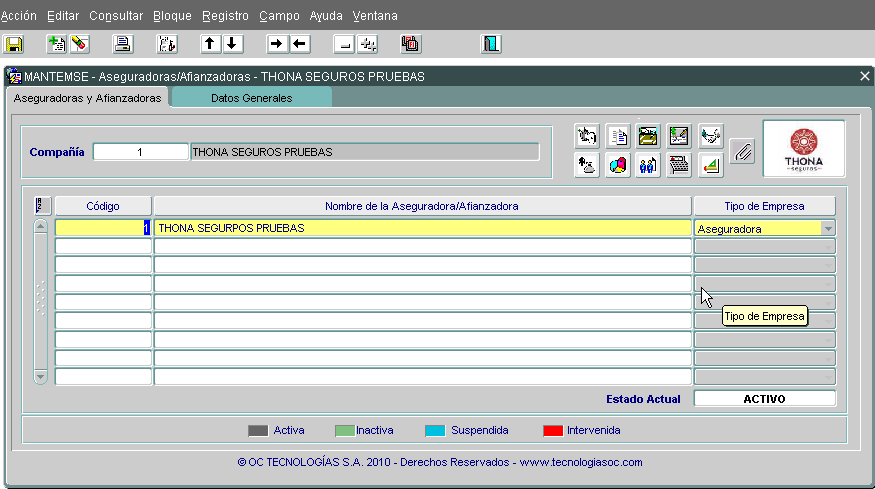 Acción Editar Consultar Bloque Registro Campo Ayuda Ventana
MANTEMSE - Aseguradoras/Afianzadoras - THONA SEGUROS PRUEBAS
Aseguradoras y Afianzadoras Datos Generales
Compañía 1 THONA SEGUROS PRUEBAS
THONA
seguros
Código Nombre de la Aseguradora/Afianzadora Tipo de Empresa
1 THONA SEGURPOS PRUEBAS Aseguradora
Tipo de Empresa
Estado Actual ACTIVO
Activa Inactiva Suspendida Intervenida
© OC TECNOLOGÍAS S.A. 2010 - Derechos Reservados - www.tecnologiasoc.com